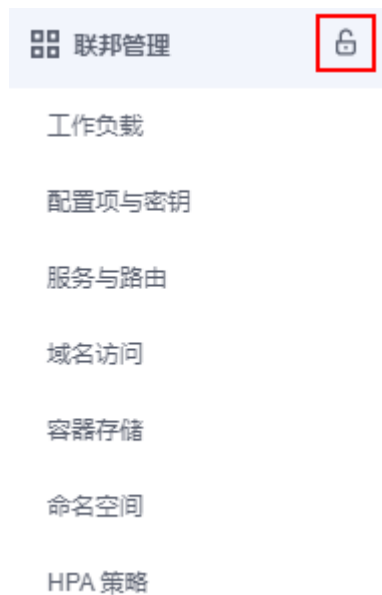 联邦管理
工作负载
配置项与密钥
服务与路由
域名访问
容器存储
命名空间
HPA 策略